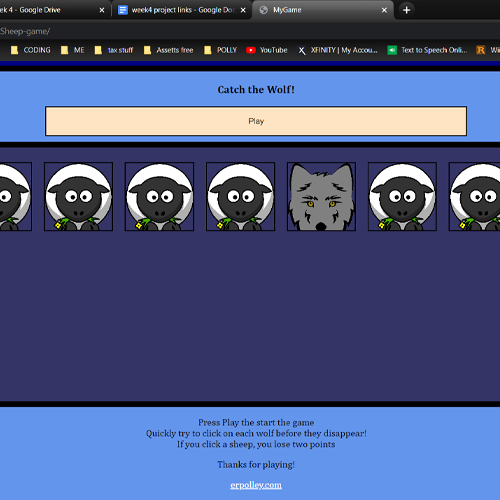 ek 4 - Google Drive
week4 project links - Google Do
MyGame
Sheep-game/
CODING
ME
tax stuff
Assetts free
POLLY
YouTube
XFINITY | My Accou...
Text to Speech Onli...
Wi
Catch the Wolf!
Play
Press Play the start the game
Quickly try to click on each wolf before they disappear!
If you click a sheep, you lose two points
Thanks for playing!
erpolley.com